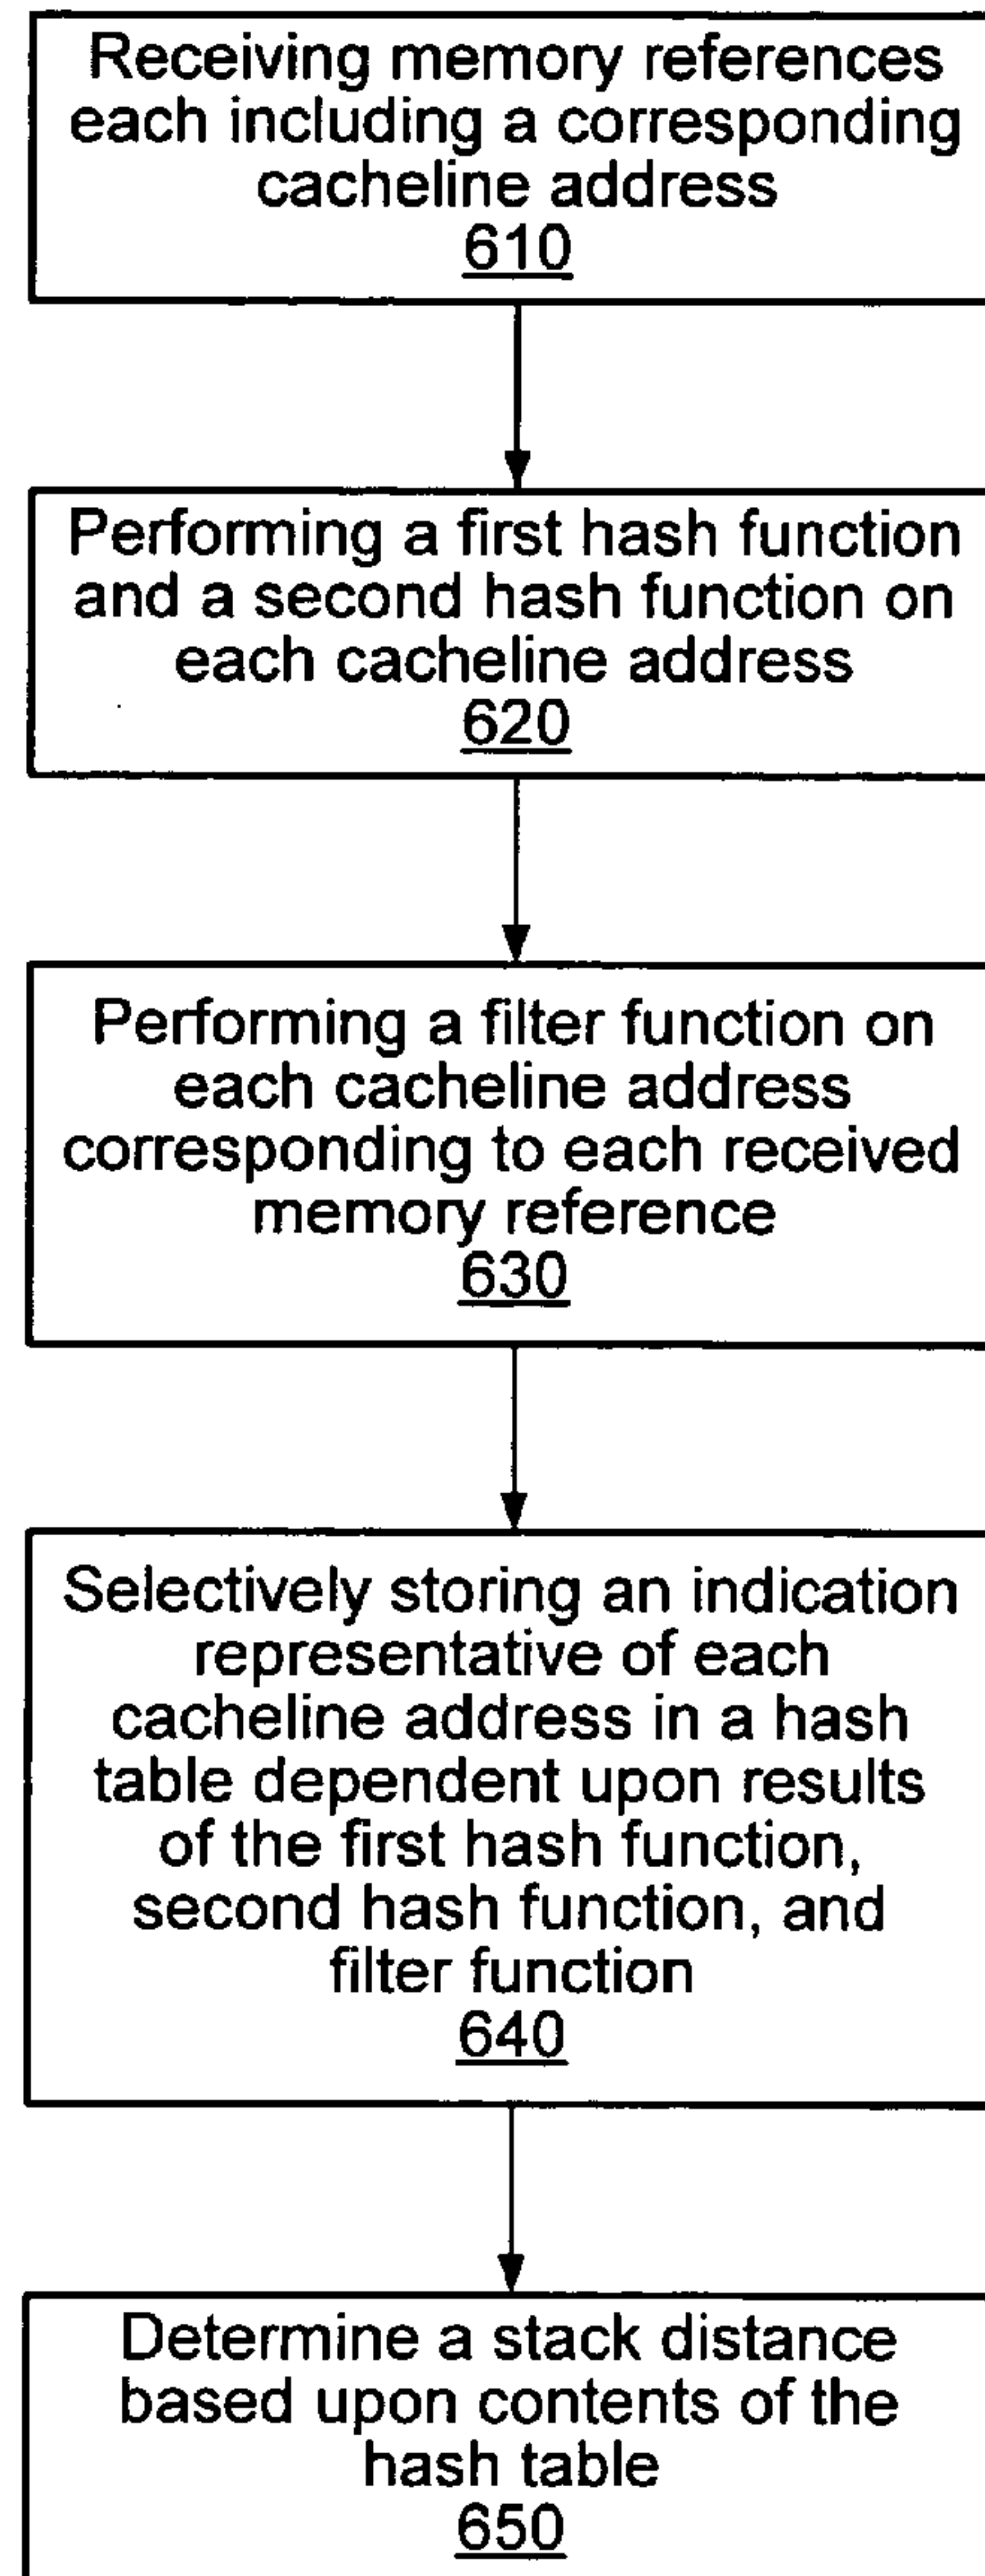 Receiving memory references
each including a corresponding
cacheline address
610
Performing a first hash function
and a second hash function on
each cacheline address
620
Performing a filter function on
each cacheline address
corresponding to each received
memory reference
630
Selectively storing an indication
representative of each
cacheline address in a hash
table dependent upon results
of the first hash function,
second hash function, and
filter function
640
Determine a stack distance
based upon contents of the
hash table
650